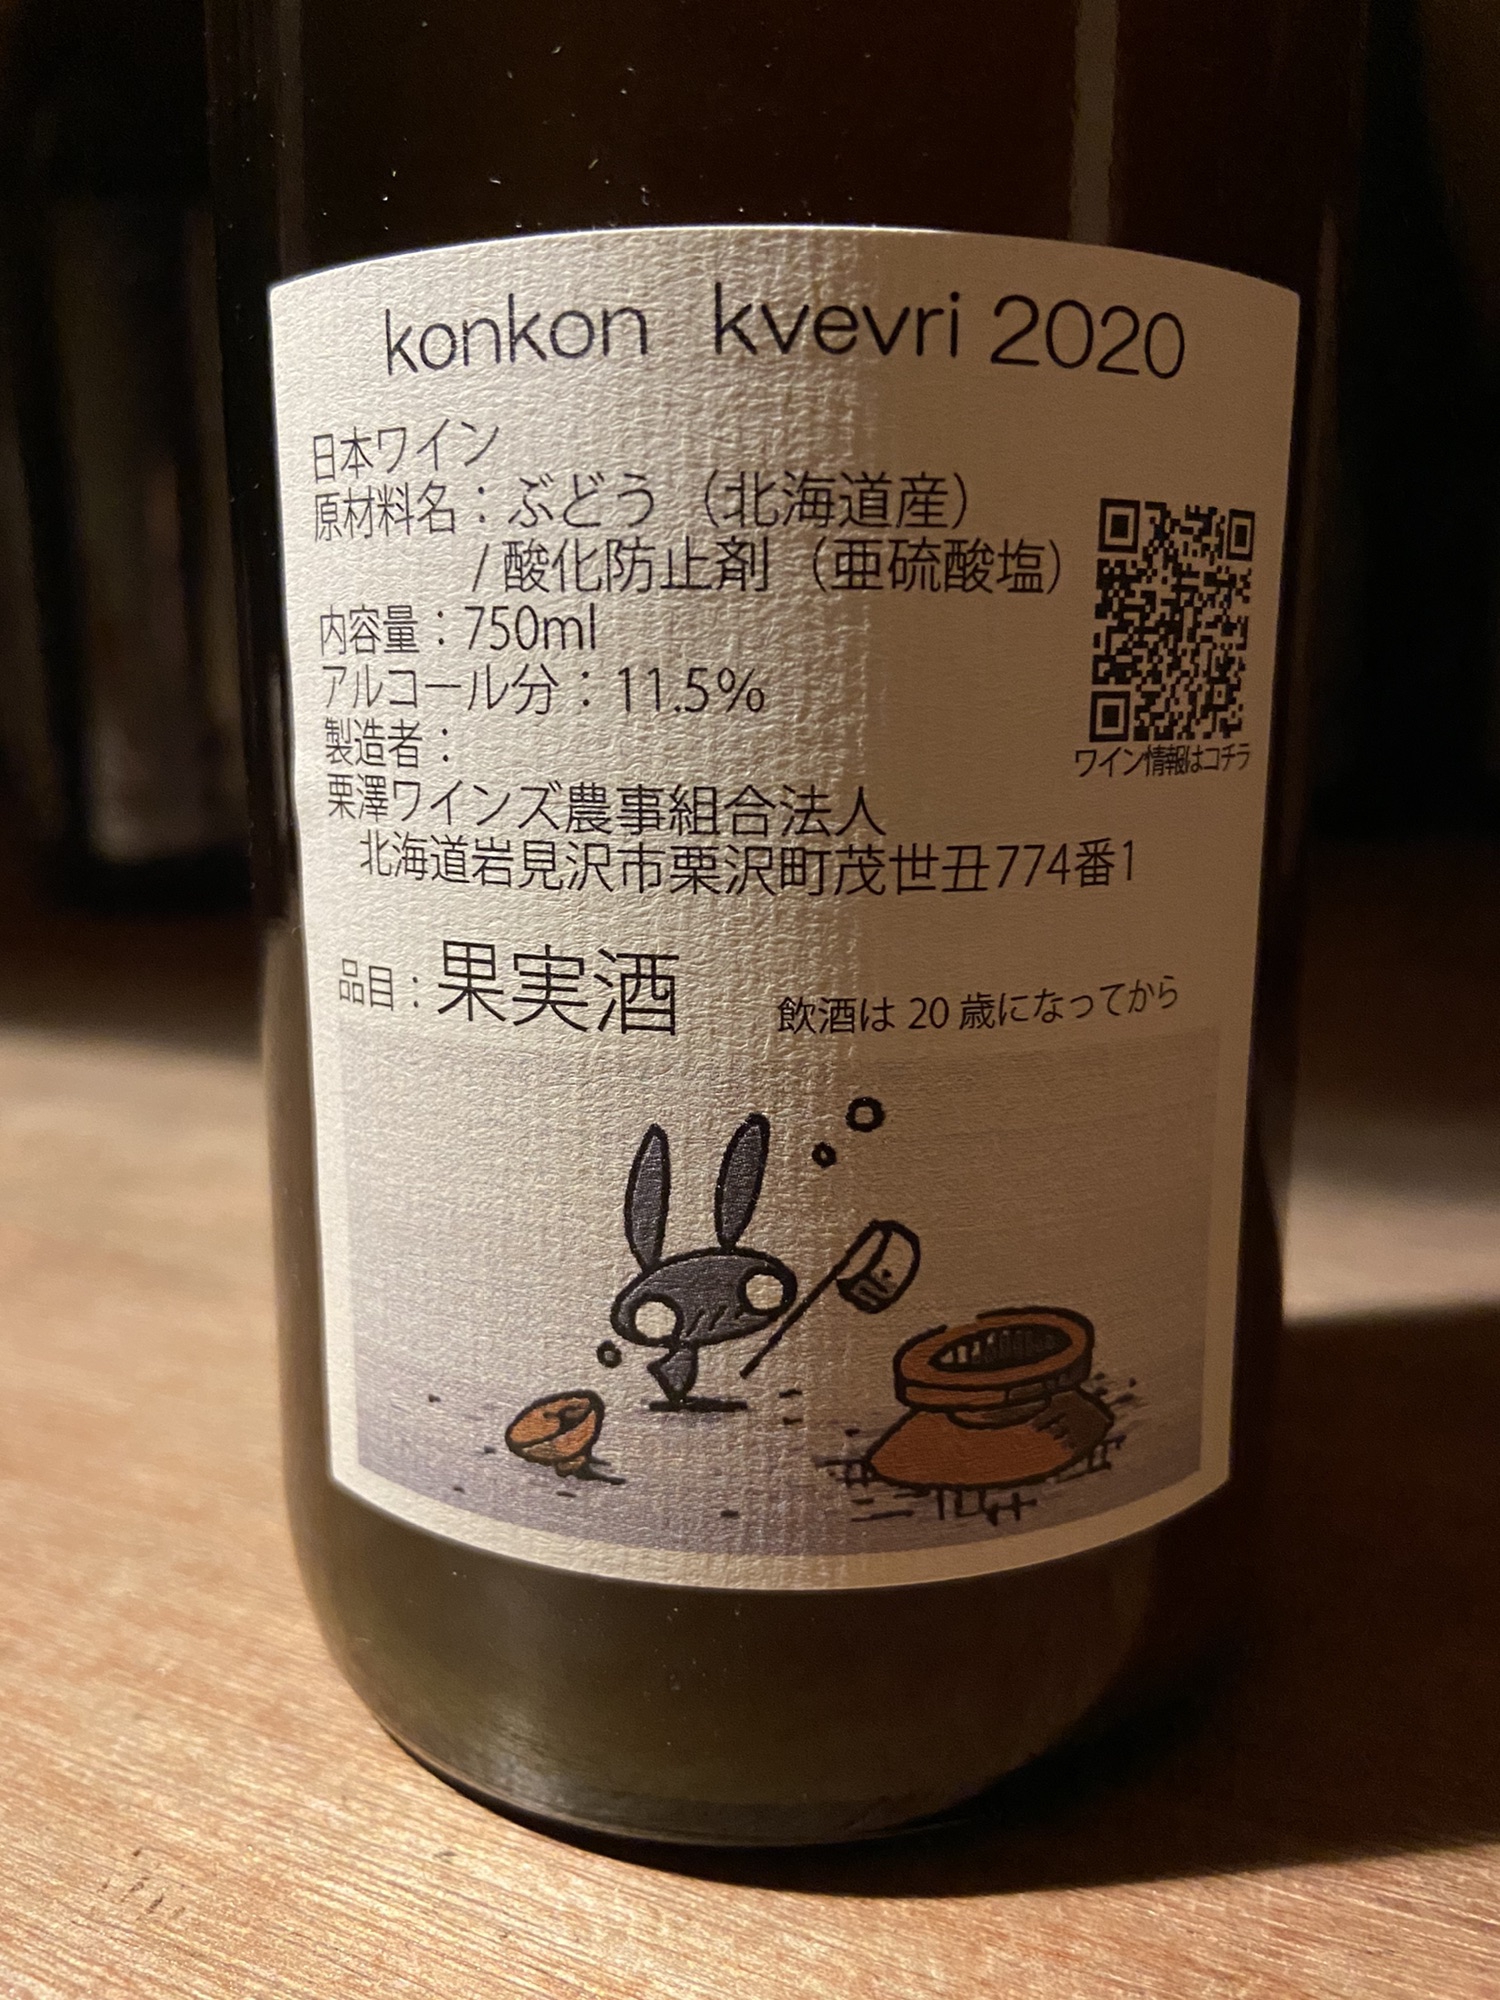 konkon kvevri 2020
日本ワイン
原材料名：ぶどう（北海道産）
/ 酸化防止剤（亜硫酸塩）
内容量：750ml
アルコール分：11.5%
製造者：
栗澤ワインズ農事組合法人
北海道岩見沢市栗沢町茂世丑774番1
ワイン情報はコチラ
品目：果実酒
飲酒は 20 歳になってから